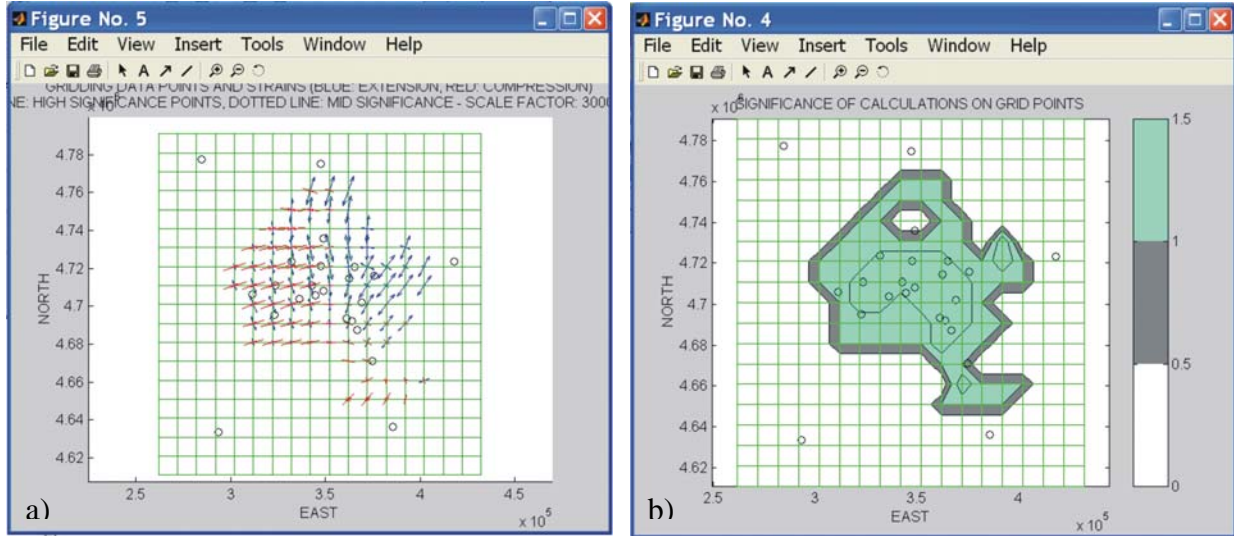 Figure No. 5
File Edit View Insert Tools Window Help
A
GRIDDING DATA POINTS AND STRAINS (BLUE: EXTENSION, RED: COMPRESSION)
NE: HIGH SIGNIFICANCE POINTS, DOTTED LINE: MID SIGNIFICANCE - SCALE FACTOR: 3000
4.78
4.76
4.74
4.72
4.7
4.68
4.66
4.64
4.62
NORTH
2.5 3 3.5 4 4.5
EAST
x 10^5
a)
Figure No. 4
File Edit View Insert Tools Window Help
A
x 10^6
SIGNIFICANCE OF CALCULATIONS ON GRID POINTS
4.78
4.76
4.74
4.72
4.7
4.68
4.66
4.64
4.62
NORTH
2.5 3 3.5 4
EAST
x 10^5
1.5
1
0.5
0
b)